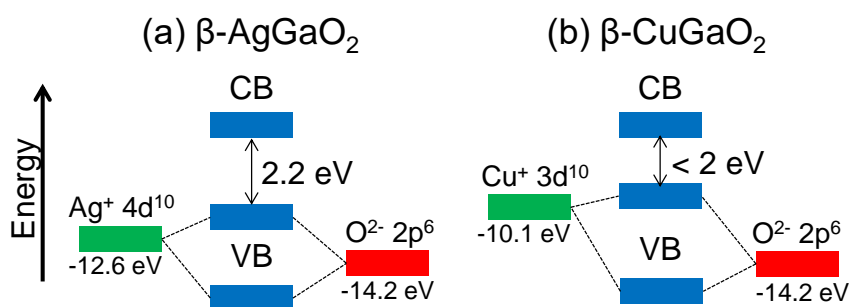 (a) β-AgGaO₂
CB
Energy
2.2 eV
Ag⁺ 4d¹⁰
-12.6 eV
VB
O²⁻ 2p⁶
-14.2 eV
(b) β-CuGaO₂
CB
< 2 eV
Cu⁺ 3d¹⁰
-10.1 eV
VB
O²⁻ 2p⁶
-14.2 eV